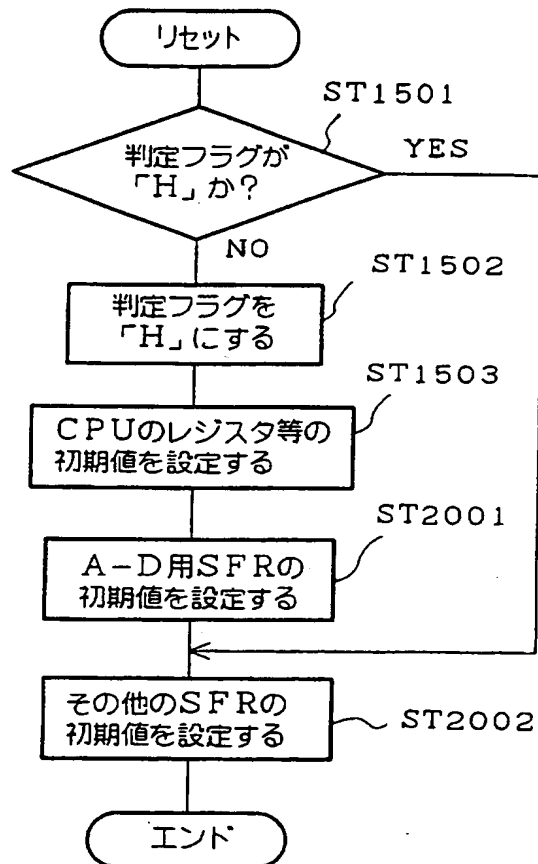 リセット
ST1501
判定フラグが
「H」か?
YES
NO
ST1502
判定フラグを
「H」にする
ST1503
CPUのレジスタ等の
初期値を設定する
ST2001
A-D用SFRの
初期値を設定する
その他のSFRの
初期値を設定する
ST2002
エンド